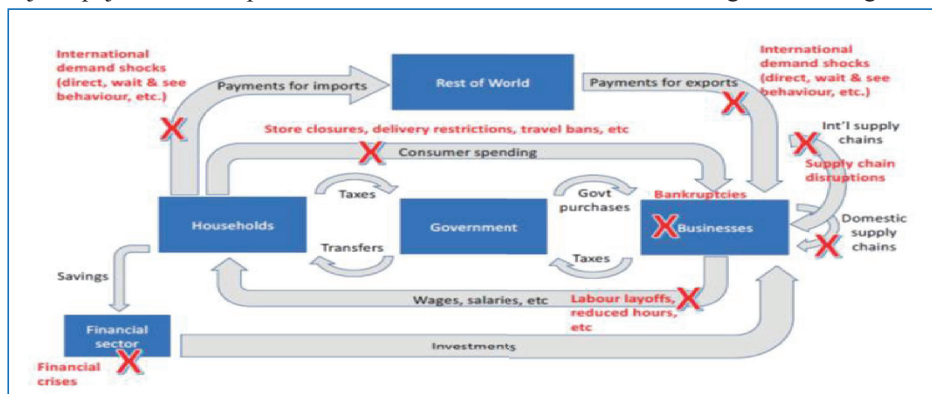 International
demand shocks
(direct, wait & see
behaviour, etc.)
Payments for imports
Rest of World
Payments for exports
International
demand shocks
(direct, wait & see
behaviour, etc.)
Store closures, delivery restrictions, travel bans, etc
Consumer spending
Int'l supply
chains
Supply chain
disruptions
Taxes
Govt
purchases
Bankruptcies
Households
Government
Businesses
Domestic
supply
chains
Transfers
Taxes
Savings
Wages, salaries, etc
Labour layoffs,
reduced hours,
etc
Financial
sector
Investments
Financial
crises